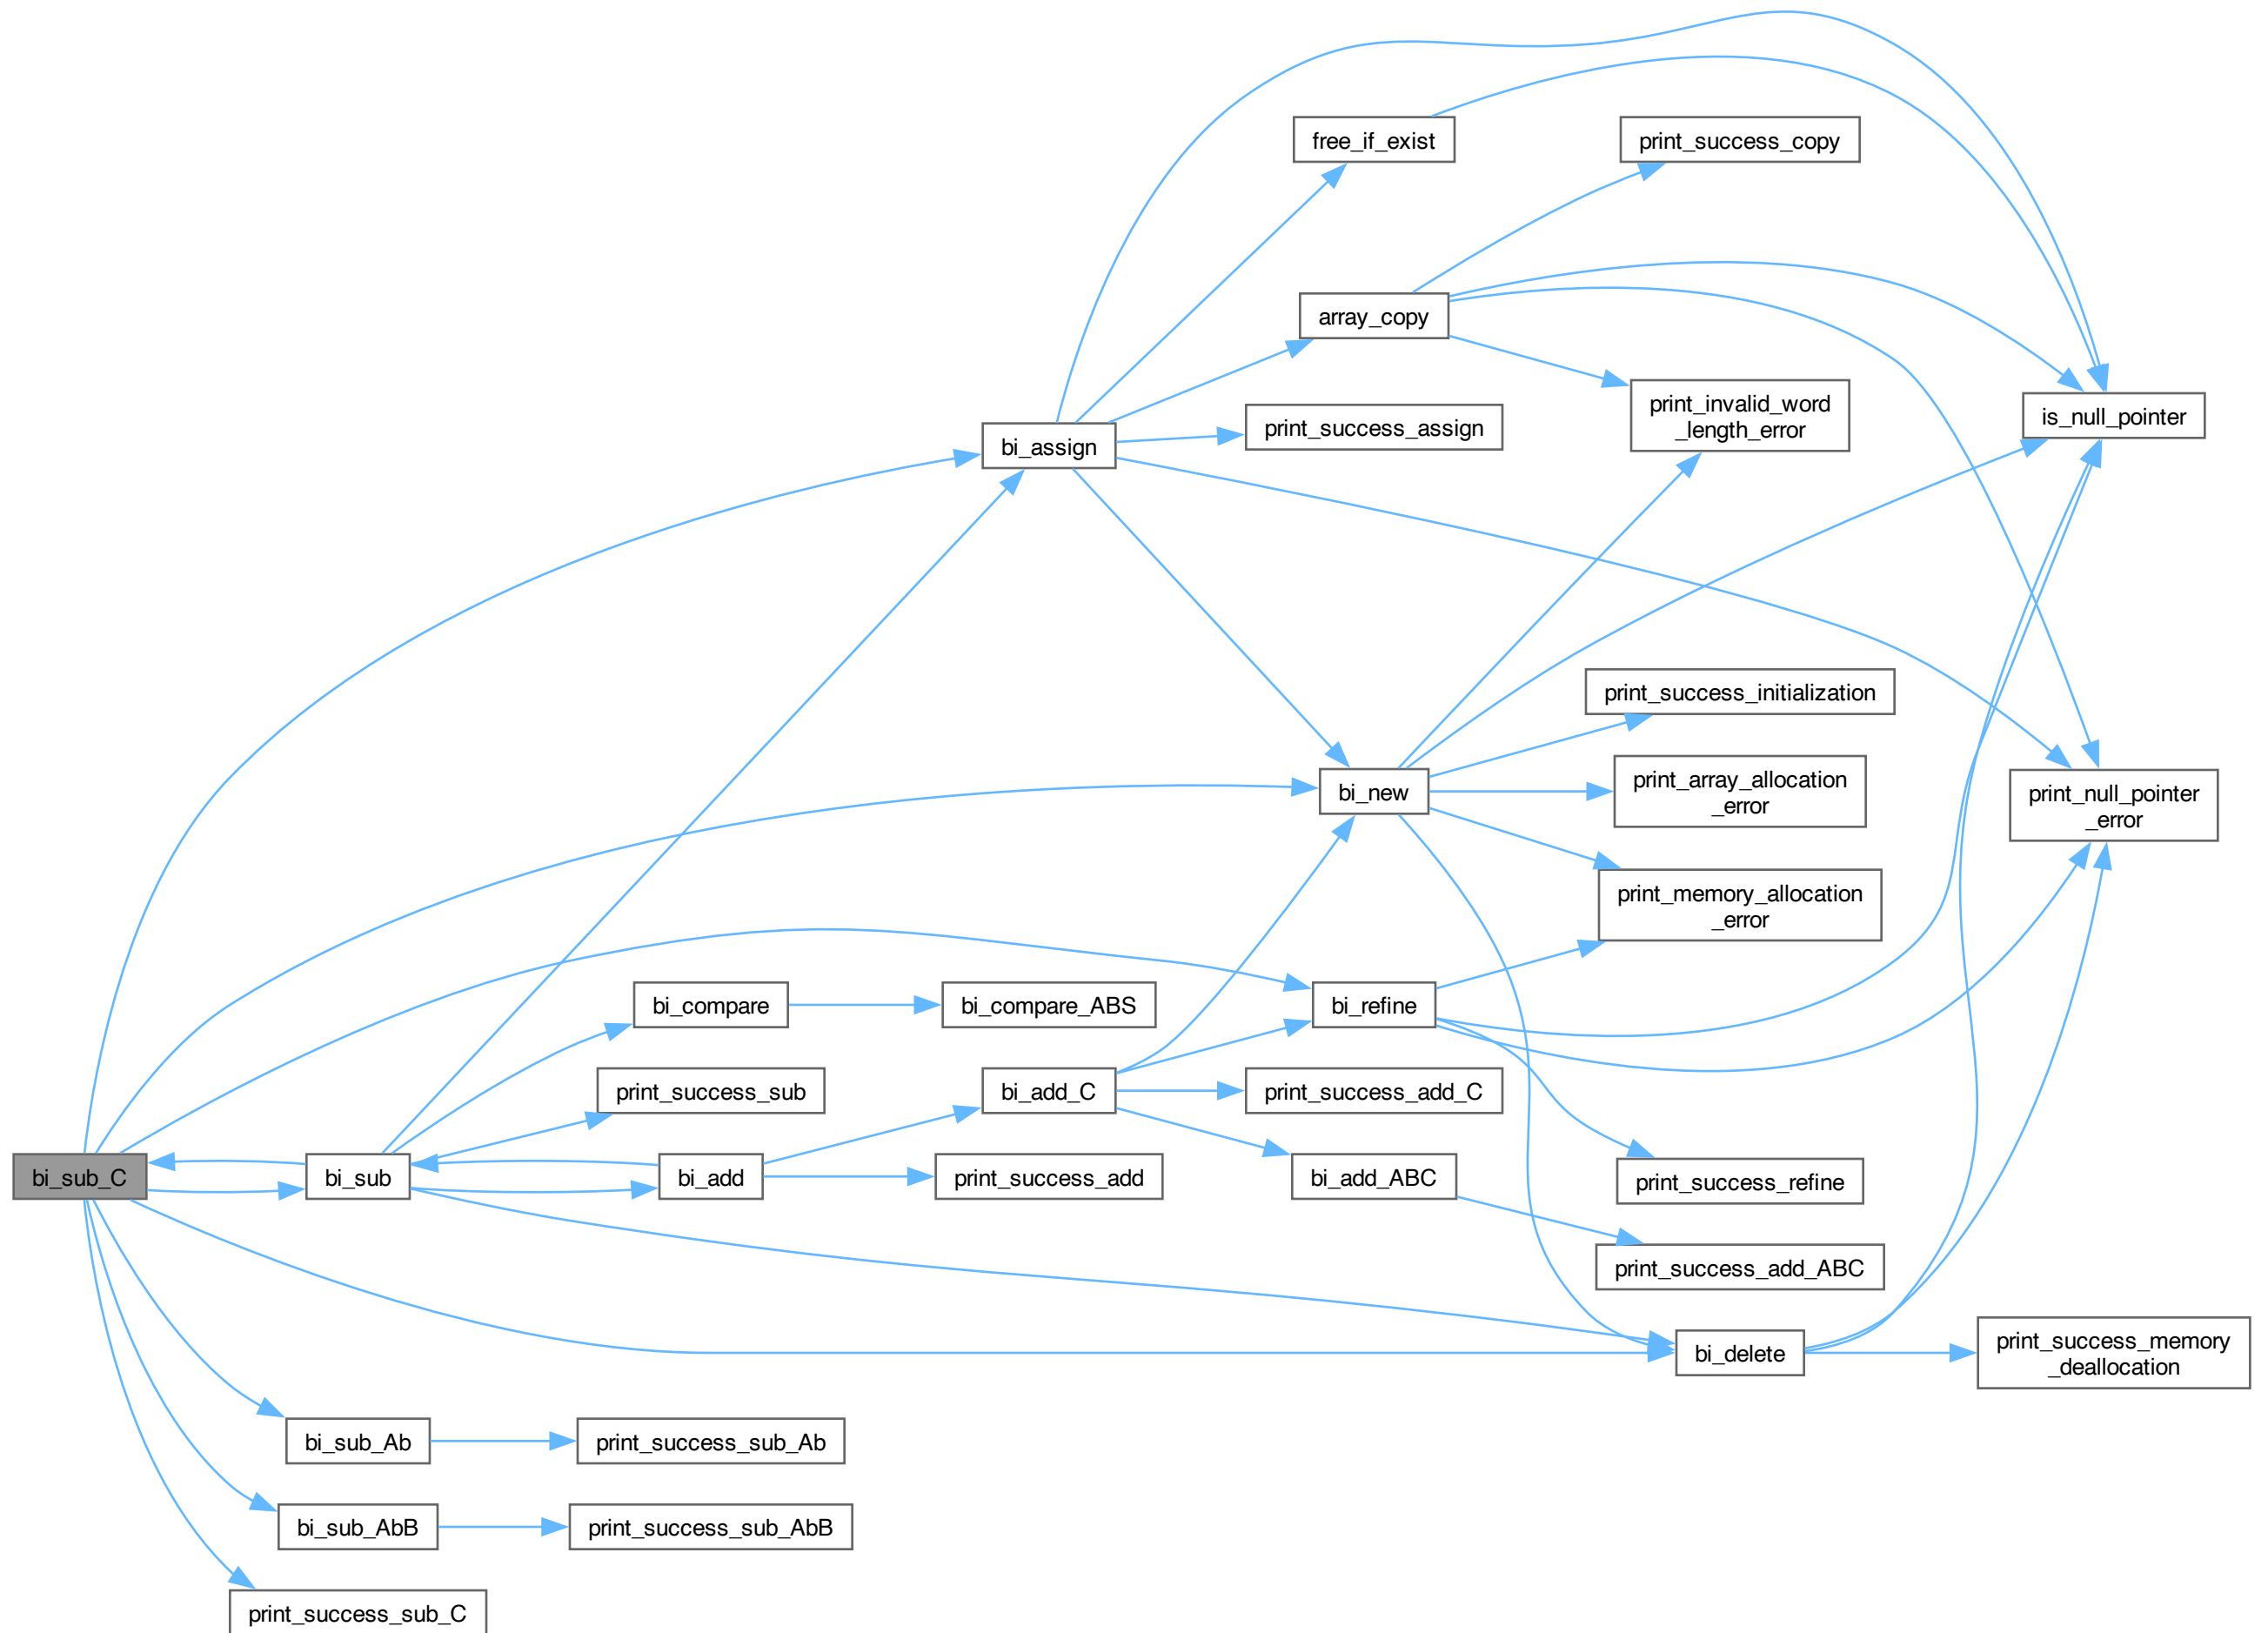 free_if_exist
print_success_copy
array_copy
print_invalid_word
_length_error
is_null_pointer
print_success_assign
bi_assign
print_success_initialization
bi_new
print_array_allocation
_error
print_null_pointer
_error
print_memory_allocation
_error
bi_compare
bi_compare_ABS
bi_refine
print_success_sub
bi_add_C
print_success_add_C
bi_sub_C
bi_sub
bi_add
print_success_add
bi_add_ABC
print_success_refine
print_success_add_ABC
bi_delete
print_success_memory
_deallocation
bi_sub_Ab
print_success_sub_Ab
bi_sub_AbB
print_success_sub_AbB
print_success_sub_C